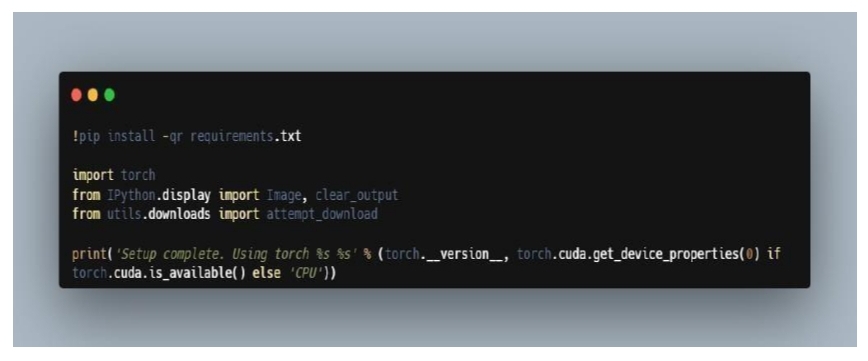 !pip install -qr requirements.txt
import torch
from IPython.display import Image, clear_output
from utils.downloads import attempt_download
print('Setup complete. Using torch %s %s' % (torch.__version__, torch.cuda.get_device_properties(0) if
torch.cuda.is_available() else 'CPU'))